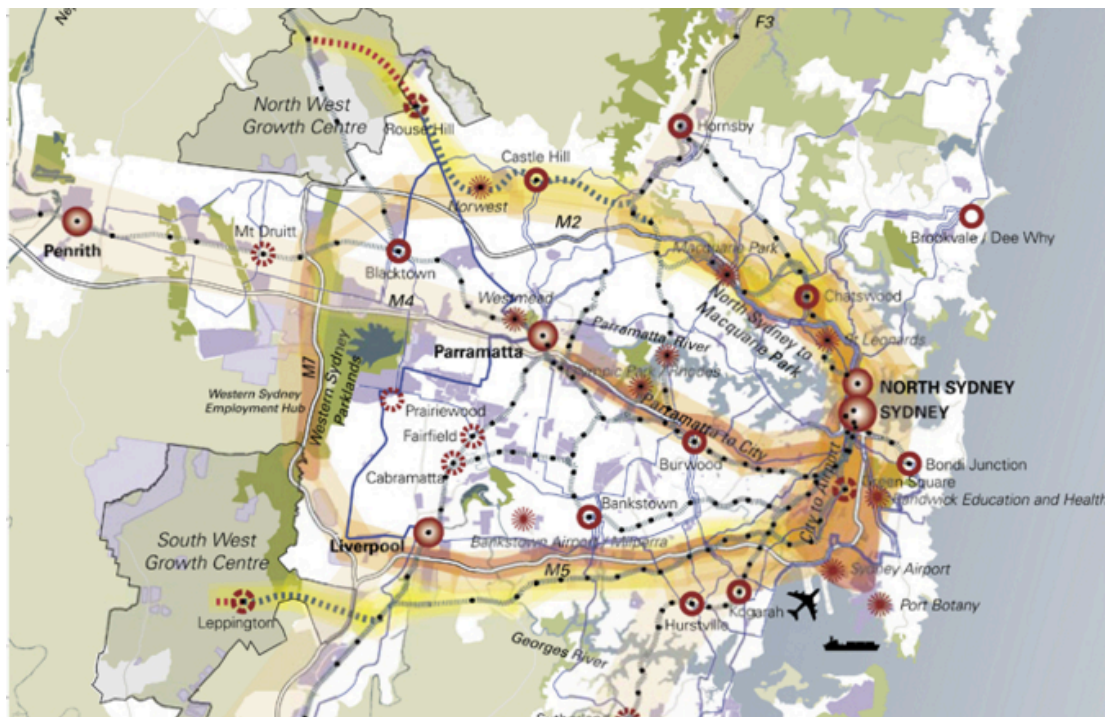 F3
North West
Growth Centre
Rouse Hill
Hornsby
Castle Hill
Norwest
Penrith
Mt Druitt
M2
Brookvale / Dee Why
Macquarie Park
Blacktown
North Sydney to
Macquarie Park
Chatswood
M4
Westmead
Parramatta River
St Leonards
Parramatta
M7
Western Sydney
Parklands
Olympic Park / Rhodes
NORTH SYDNEY
SYDNEY
Western Sydney
Employment Hub
Prairiewood
Parramatta to City
Fairfield
Burwood
Bondi Junction
Cabramatta
City to Airport
Green Square
Randwick Education and Health
Bankstown
Liverpool
Bankstown Airport / Milperra
South West
Growth Centre
M5
Sydney Airport
Leppington
Kogarah
Port Botany
Hurstville
Georges River